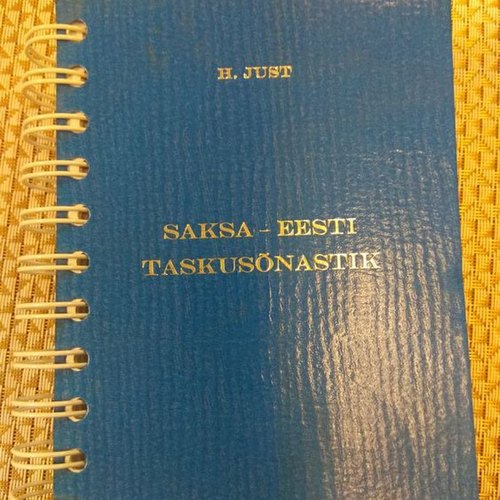 H. JUST
SAKSA – EESTI
TASKUSÕNASTIK